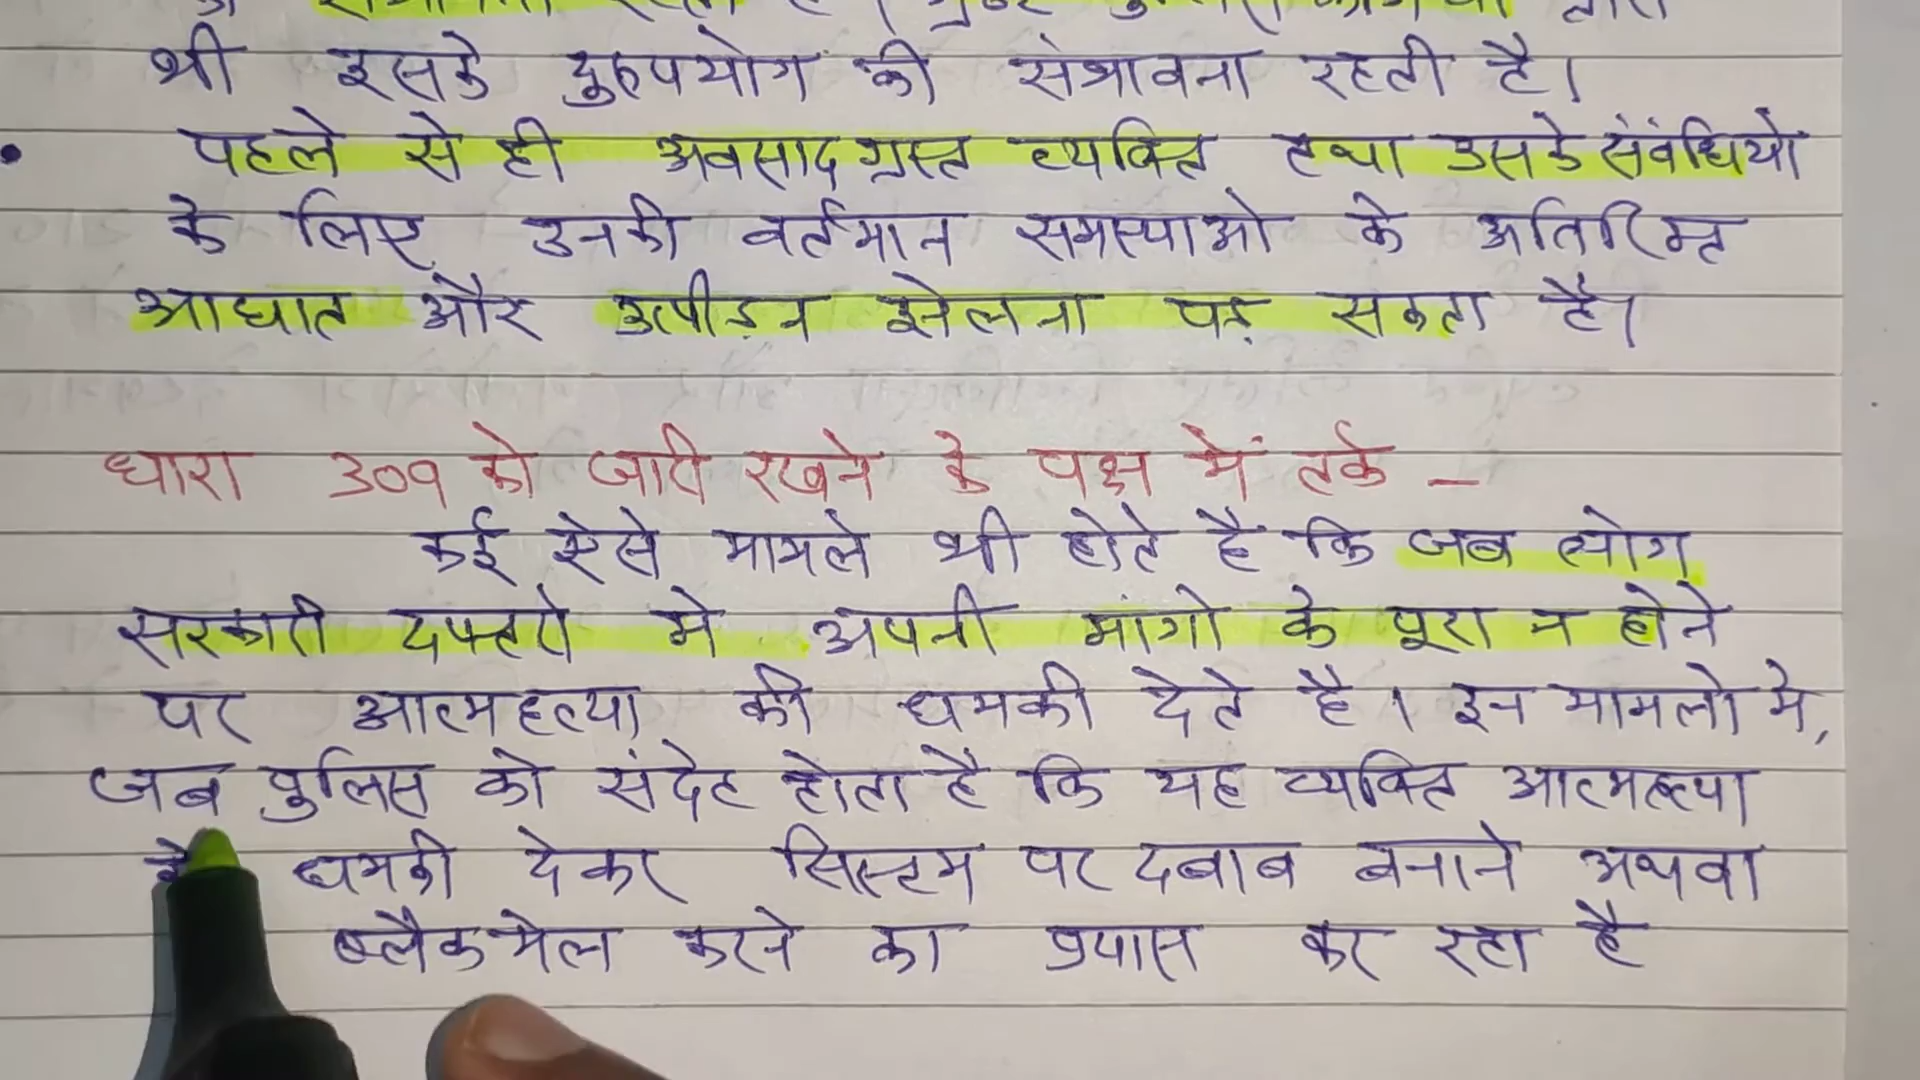 भी इसके दुरुपयोग की संभावना रहती है।
• पहले से ही अवसादग्रस्त व्यक्ति तथा उसके संबंधियो
के लिए उनकी वर्तमान समस्याओ के अतिरिक्त
आघात और उत्पीड़न झेलना पड़ सकता है।
धारा 309 को जारी रखने के पक्ष में तर्क -
कई ऐसे मामले भी होते है कि जब लोग
सरकारी दफ्तरो मे अपनी मांगो के पूरा न होने
पर आत्महत्या की धमकी देते है। इन मामलो मे,
जब पुलिस को संदेह होता है कि यह व्यक्ति आत्महत्या
धमकी देकर सिस्टम पर दबाब बनाने अथवा
ब्लैकमेल करने का प्रयास कर रहा है